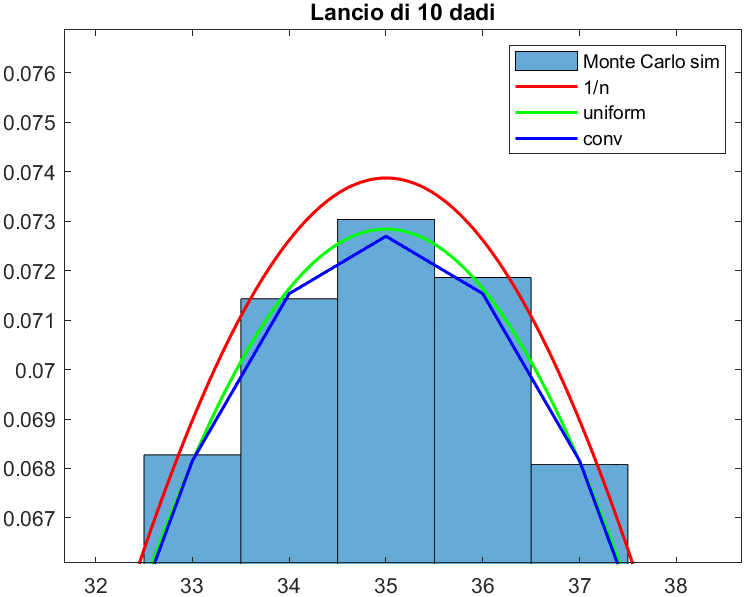 Lancio di 10 dadi
0.076
0.075
0.074
0.073
0.072
0.071
0.07
0.069
0.068
0.067
Monte Carlo sim
1/n
uniform
conv
32 33 34 35 36 37 38